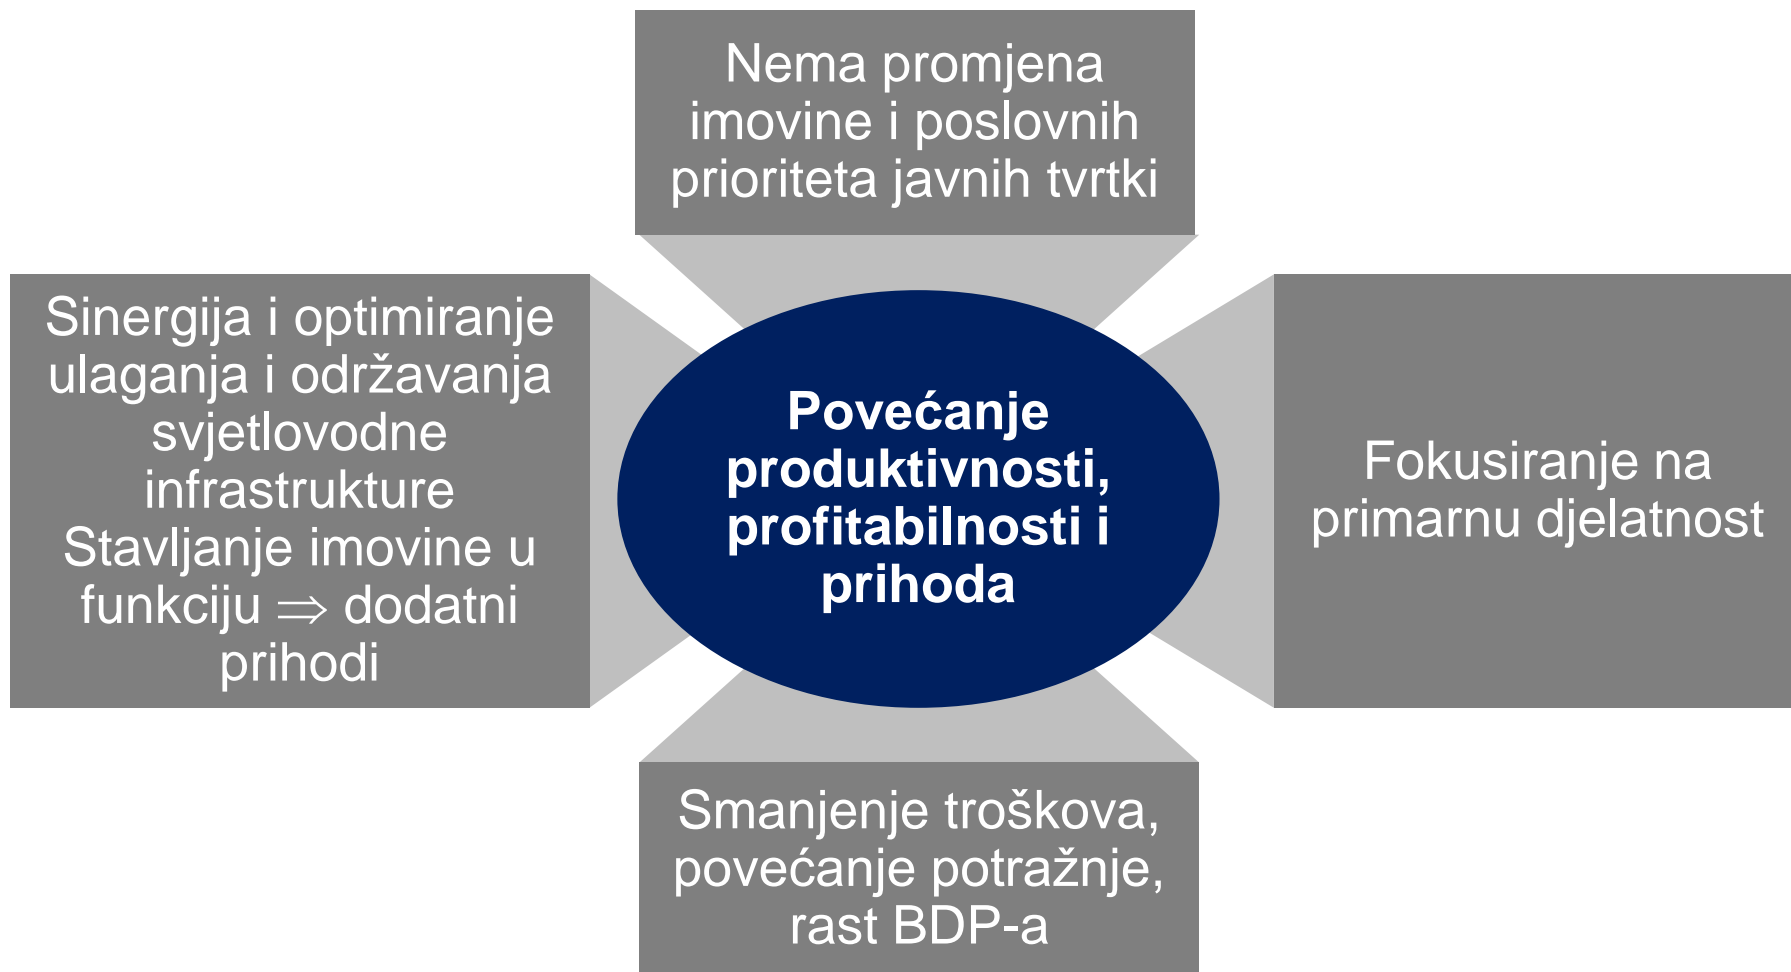 Nema promjena
imovine i poslovnih
prioriteta javnih tvrtki
Sinergija i optimiranje
ulaganja i održavanja
svjetlovodne
infrastrukture
Stavljanje imovine u
funkciju ⇒ dodatni
prihodi
Povećanje
produktivnosti,
profitabilnosti i
prihoda
Fokusiranje na
primarnu djelatnost
Smanjenje troškova,
povećanje potražnje,
rast BDP-a